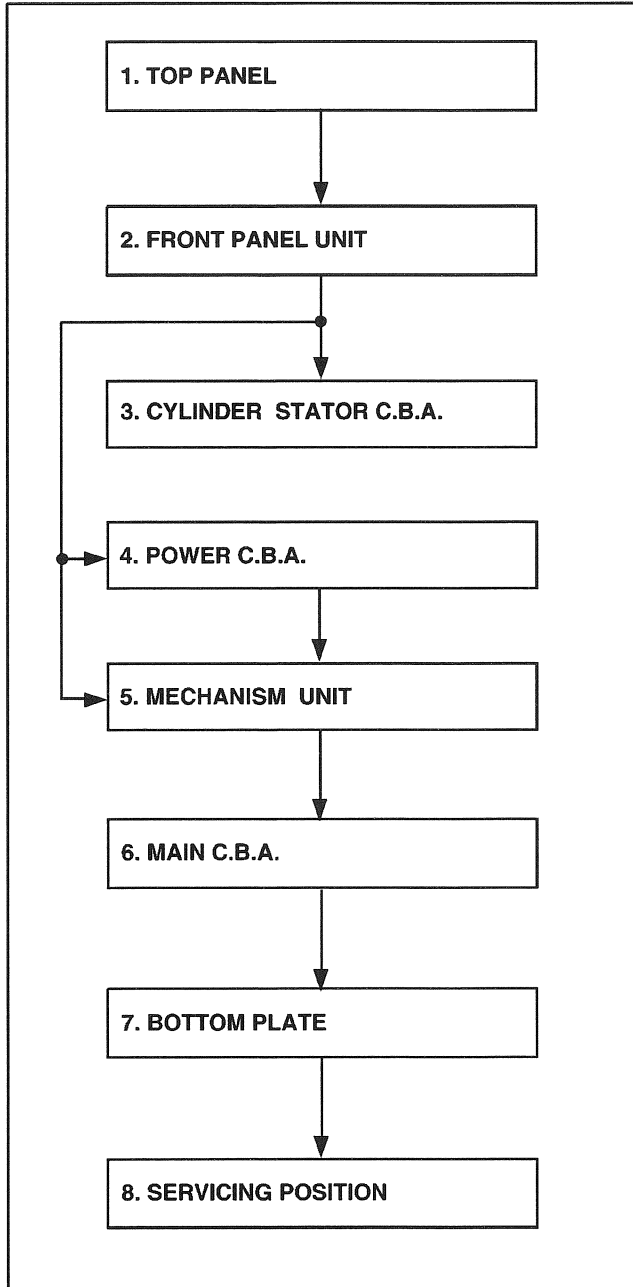 1. TOP PANEL
2. FRONT PANEL UNIT
3. CYLINDER STATOR C.B.A.
4. POWER C.B.A.
5. MECHANISM UNIT
6. MAIN C.B.A.
7. BOTTOM PLATE
8. SERVICING POSITION